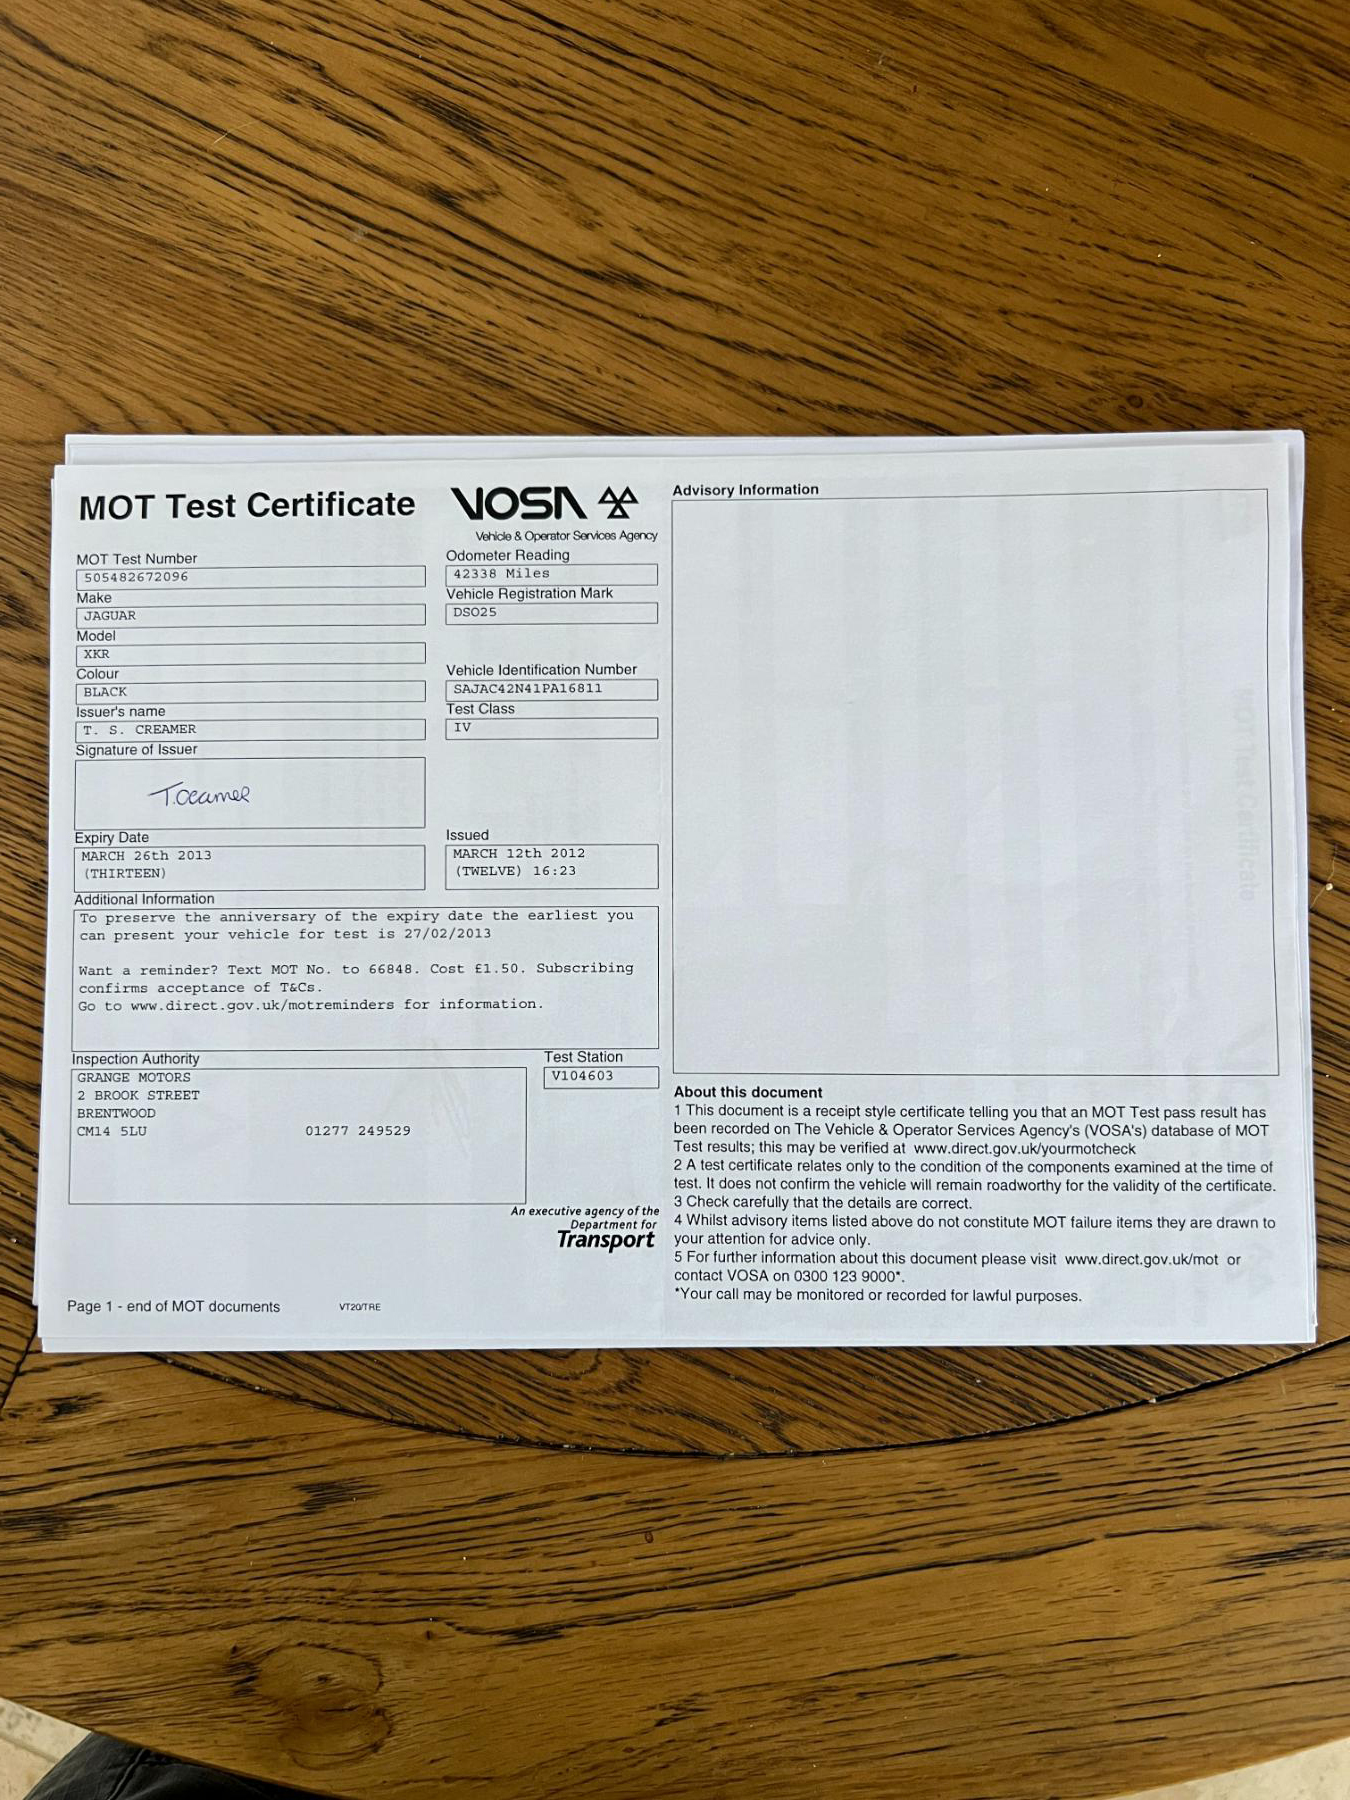 MOT Test Certificate
VOSA
Vehicle & Operator Services Agency
MOT Test Number
505482672096
Make
JAGUAR
Model
XKR
Colour
BLACK
Issuer's name
T. S. CREAMER
Signature of Issuer
T.Creamer
Expiry Date
MARCH 26th 2013
(THIRTEEN)
Odometer Reading
42338 Miles
Vehicle Registration Mark
DSO25
Vehicle Identification Number
SAJAC42N41PA16811
Test Class
IV
Issued
MARCH 12th 2012
(TWELVE) 16:23
Additional Information
To preserve the anniversary of the expiry date the earliest you
can present your vehicle for test is 27/02/2013
Want a reminder? Text MOT No. to 66848. Cost £1.50. Subscribing
confirms acceptance of T&Cs.
Go to www.direct.gov.uk/motreminders for information.
Inspection Authority
GRANGE MOTORS
2 BROOK STREET
BRENTWOOD
CM14 5LU 01277 249529
Test Station
V104603
An executive agency of the
Department for
Transport
Page 1 - end of MOT documents VT20/TRE
Advisory Information
About this document
1 This document is a receipt style certificate telling you that an MOT Test pass result has
been recorded on The Vehicle & Operator Services Agency's (VOSA's) database of MOT
Test results; this may be verified at www.direct.gov.uk/yourmotcheck
2 A test certificate relates only to the condition of the components examined at the time of
test. It does not confirm the vehicle will remain roadworthy for the validity of the certificate.
3 Check carefully that the details are correct.
4 Whilst advisory items listed above do not constitute MOT failure items they are drawn to
your attention for advice only.
5 For further information about this document please visit www.direct.gov.uk/mot or
contact VOSA on 0300 123 9000*.
*Your call may be monitored or recorded for lawful purposes.